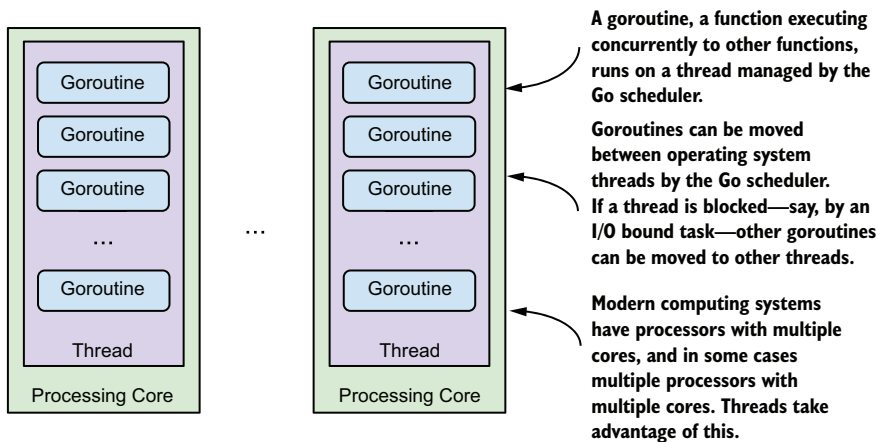 Goroutine
Goroutine
Goroutine
...
Goroutine
Thread
Processing Core
...
Goroutine
Goroutine
Goroutine
...
Goroutine
Thread
Processing Core
A goroutine, a function executing
concurrently to other functions,
runs on a thread managed by the
Go scheduler.
Goroutines can be moved
between operating system
threads by the Go scheduler.
If a thread is blocked—say, by an
I/O bound task—other goroutines
can be moved to other threads.
Modern computing systems
have processors with multiple
cores, and in some cases
multiple processors with
multiple cores. Threads take
advantage of this.